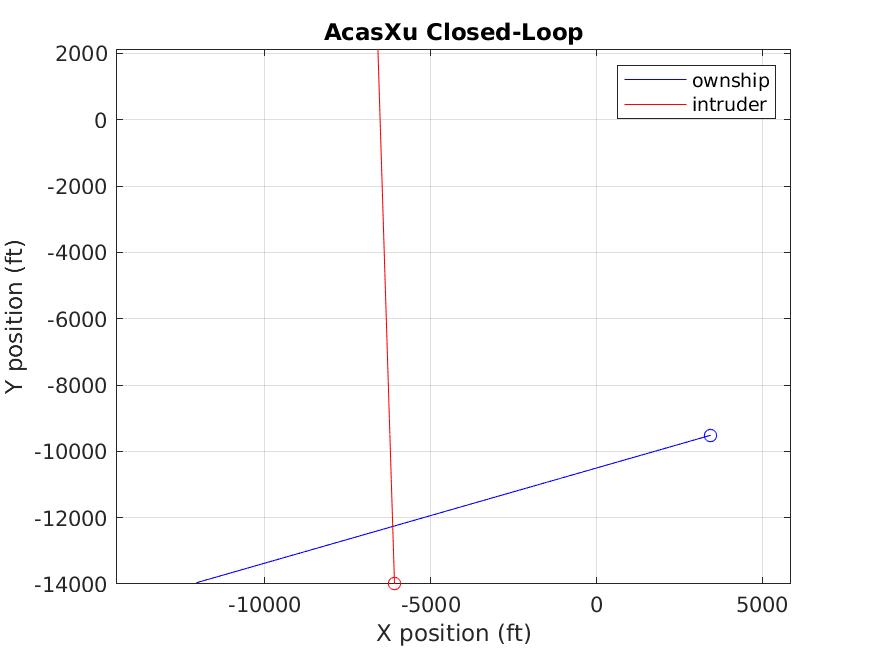 AcasXu Closed-Loop
ownship
intruder
2000
0
-2000
-4000
-6000
-8000
-10000
-12000
-14000
Y position (ft)
-10000
-5000
0
5000
X position (ft)